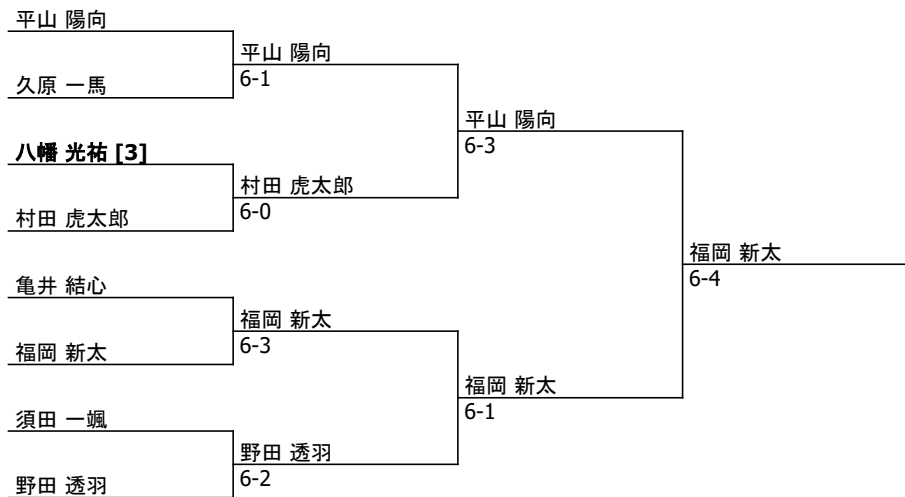 平山 陽向
平山 陽向
6-1
久原 一馬
平山 陽向
6-3
八幡 光祐 [3]
村田 虎太郎
6-0
村田 虎太郎
福岡 新太
6-4
亀井 結心
福岡 新太
6-3
福岡 新太
福岡 新太
6-1
須田 一颯
野田 透羽
6-2
野田 透羽